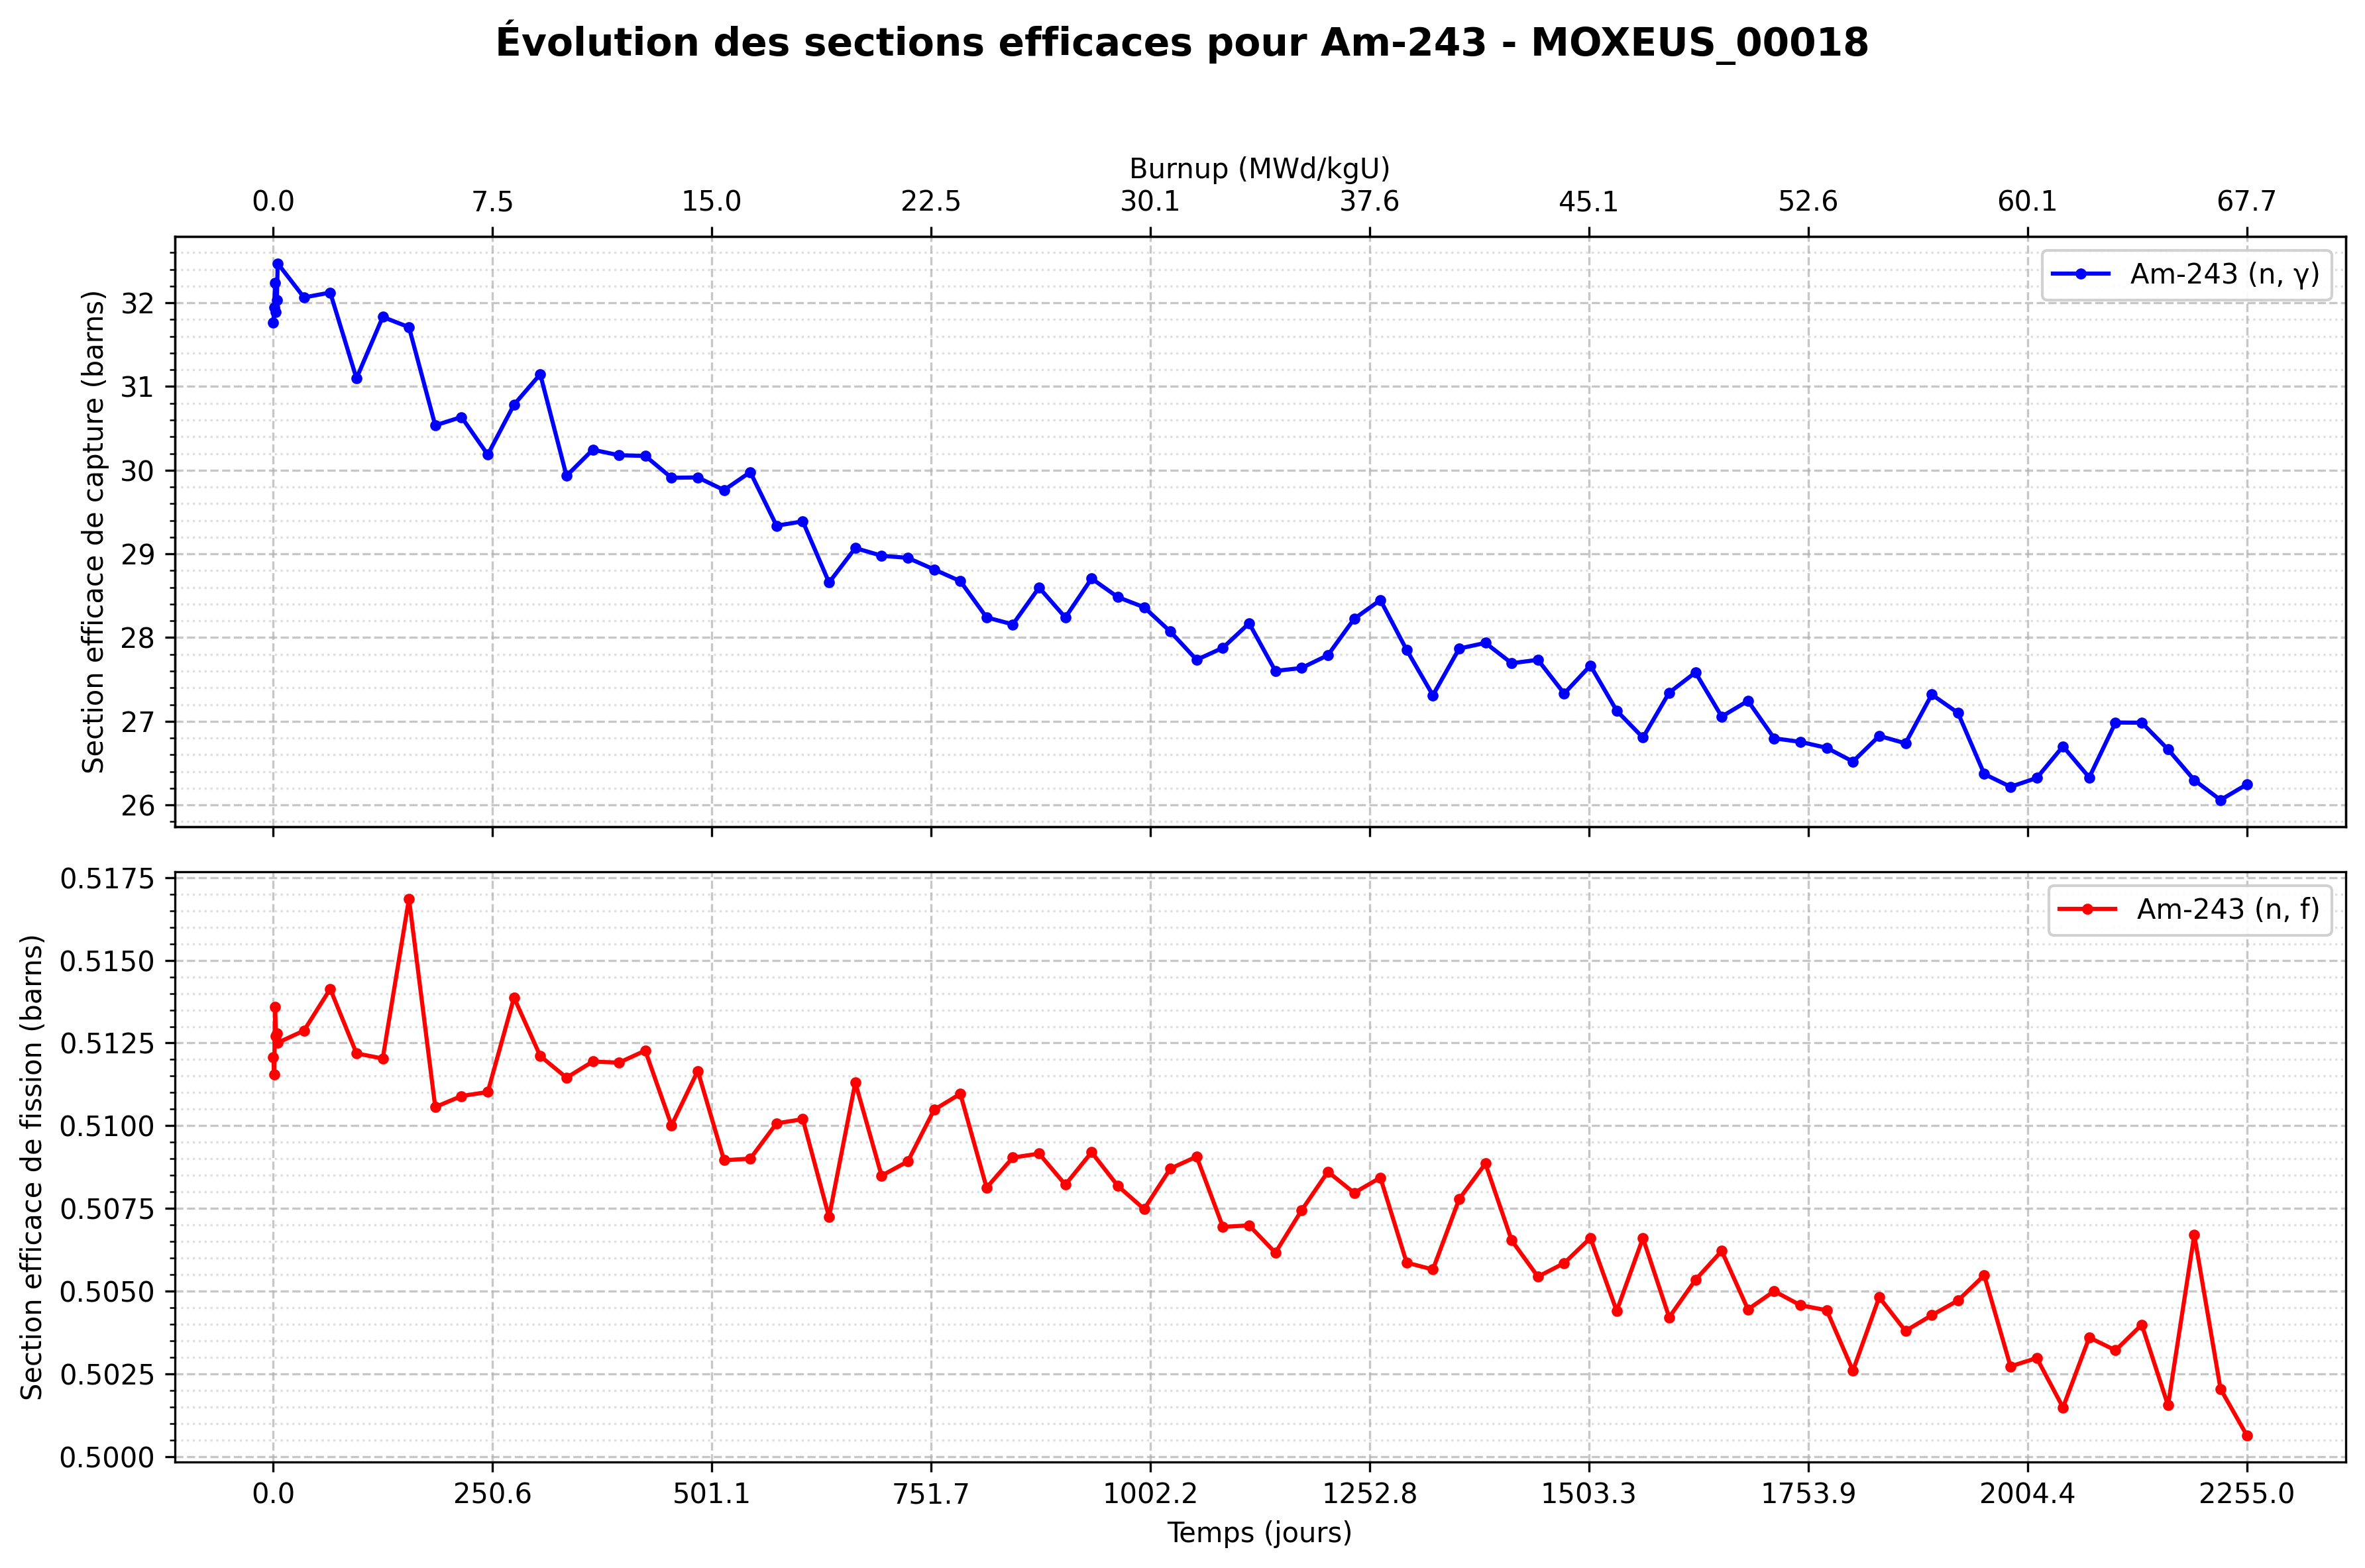 Évolution des sections efficaces pour Am-243 - MOXEUS_00018
Burnup (MWd/kgU)
0.0 7.5 15.0 22.5 30.1 37.6 45.1 52.6 60.1 67.7
Am-243 (n, γ)
Section efficace de capture (barns)
32
31
30
29
28
27
26
Am-243 (n, f)
Section efficace de fission (barns)
0.5175
0.5150
0.5125
0.5100
0.5075
0.5050
0.5025
0.5000
0.0 250.6 501.1 751.7 1002.2 1252.8 1503.3 1753.9 2004.4 2255.0
Temps (jours)